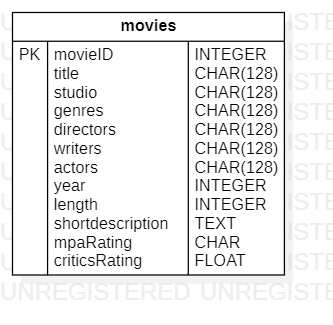 movies
PK movieID INTEGER
title CHAR(128)
studio CHAR(128)
genres CHAR(128)
directors CHAR(128)
writers CHAR(128)
actors CHAR(128)
year INTEGER
length INTEGER
shortdescription TEXT
mpaRating CHAR
criticsRating FLOAT
UNREGISTERED UNREGISTERED